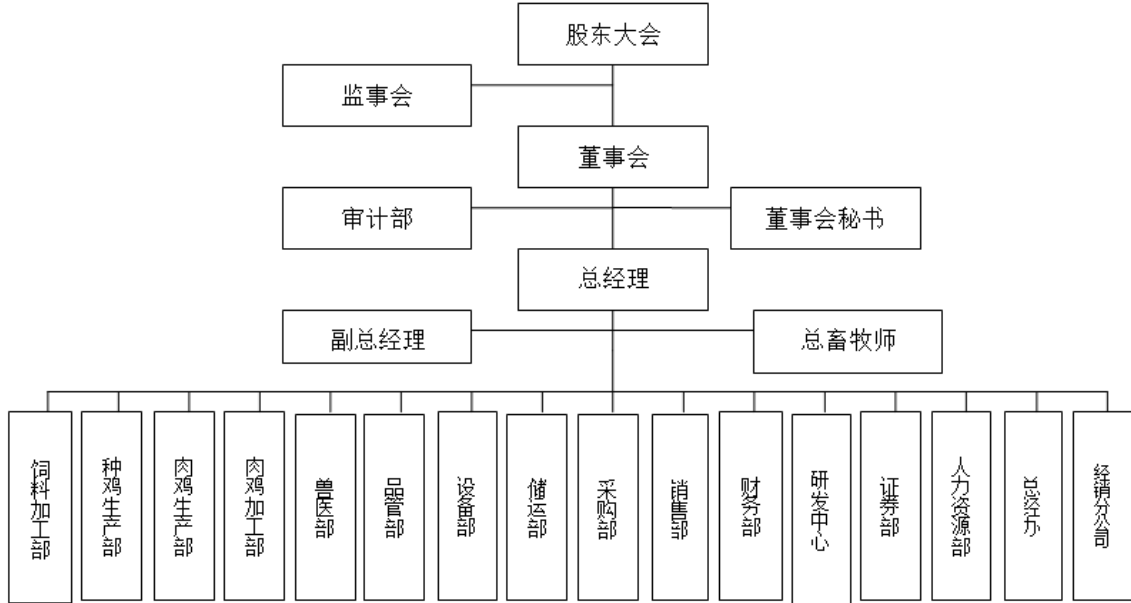 股东大会
监事会
董事会
审计部
董事会秘书
总经理
副总经理
总畜牧师
饲料加工部
种鸡生产部
肉鸡生产部
肉鸡加工部
兽医部
品管部
设备部
储运部
采购部
销售部
财务部
研发中心
证券部
人力资源部
总经办
经销分公司